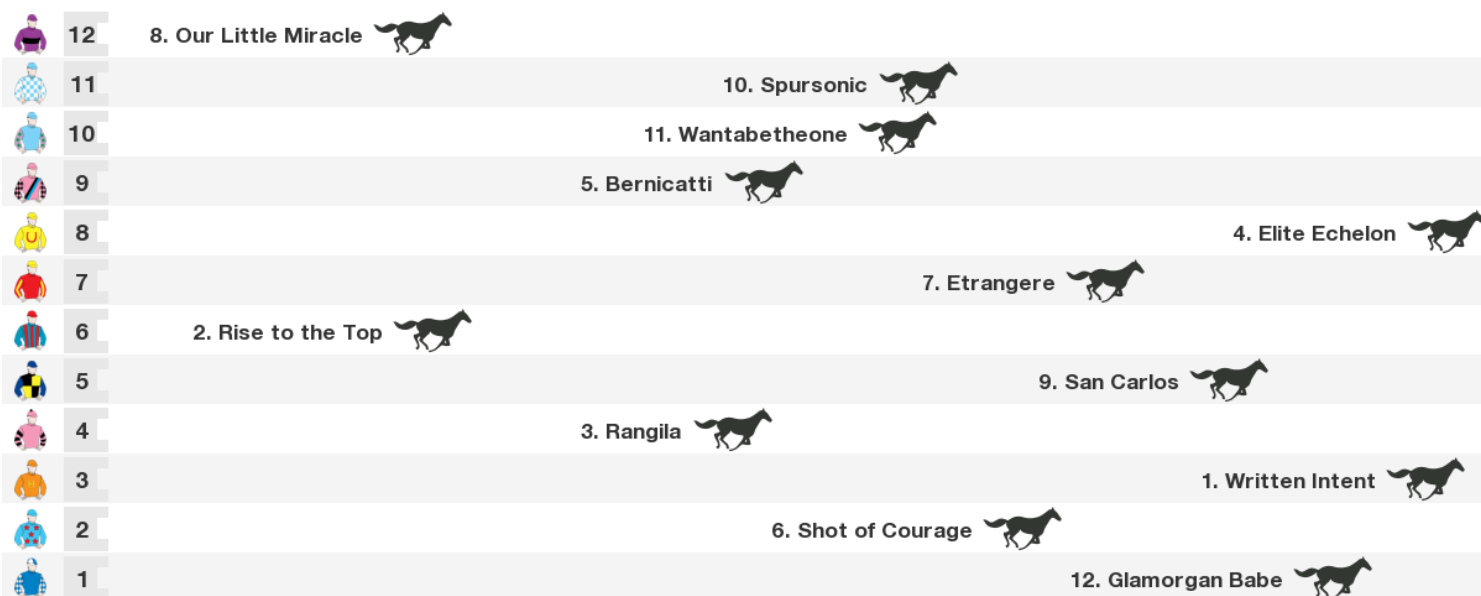 12 8. Our Little Miracle
11 10. Spursonic
10 11. Wantabetheone
9 5. Bernicatti
8 4. Elite Echelon
7 7. Etrangere
6 2. Rise to the Top
5 9. San Carlos
4 3. Rangila
3 1. Written Intent
2 6. Shot of Courage
1 12. Glamorgan Babe